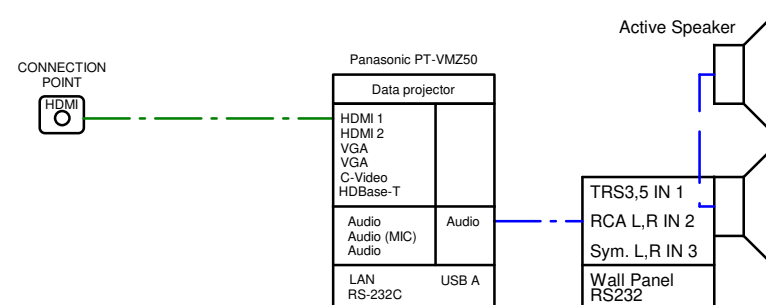 Active Speaker
CONNECTION
POINT
HDMI
Panasonic PT-VMZ50
Data projector
HDMI 1
HDMI 2
VGA
VGA
C-Video
HDBase-T
Audio
Audio (MIC)
Audio
Audio
LAN
RS-232C
USB A
TRS3,5 IN 1
RCA L,R IN 2
Sym. L,R IN 3
Wall Panel
RS232